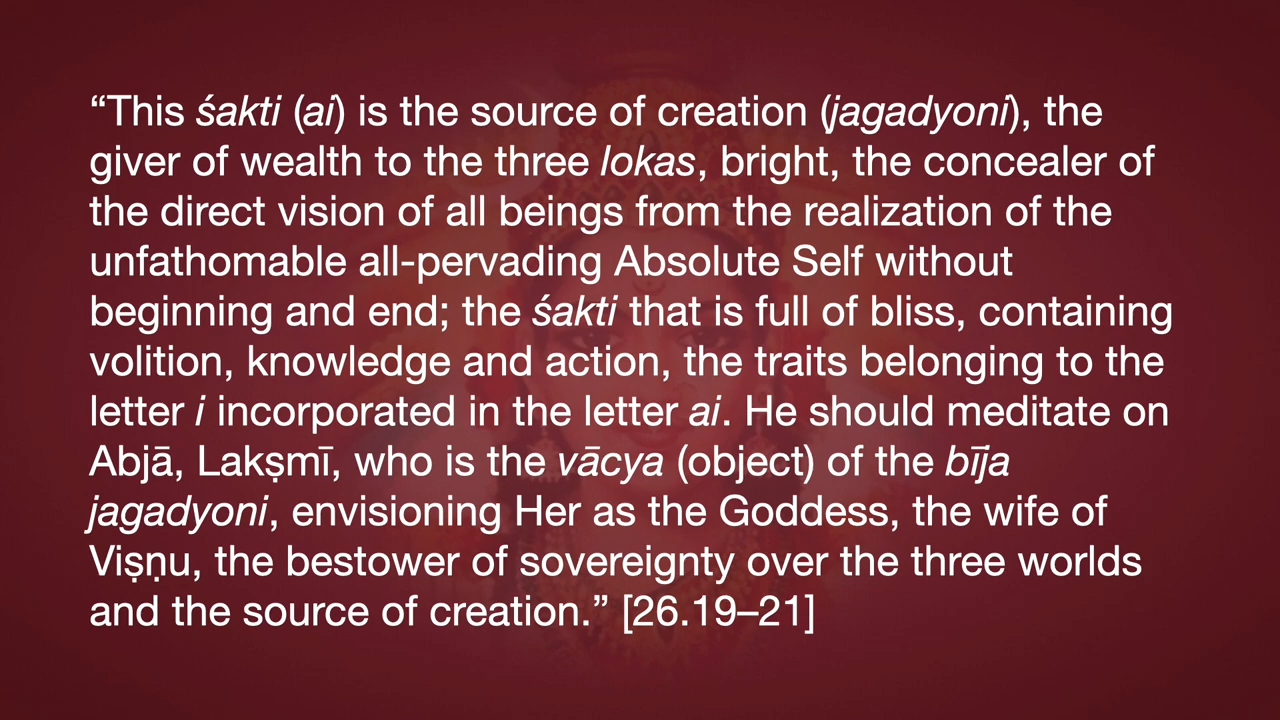 “This śakti (ai) is the source of creation (jagadyoni), the
giver of wealth to the three lokas, bright, the concealer of
the direct vision of all beings from the realization of the
unfathomable all-pervading Absolute Self without
beginning and end; the śakti that is full of bliss, containing
volition, knowledge and action, the traits belonging to the
letter i incorporated in the letter ai. He should meditate on
Abjā, Lakṣmī, who is the vācya (object) of the bīja
jagadyoni, envisioning Her as the Goddess, the wife of
Viṣṇu, the bestower of sovereignty over the three worlds
and the source of creation.” [26.19–21]